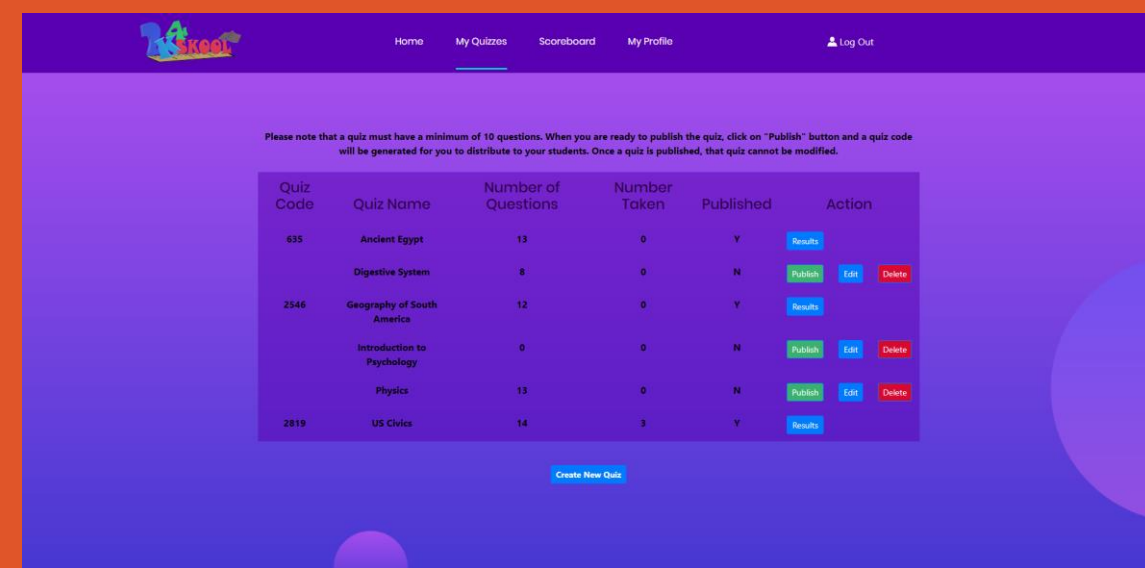 A+
SKOOL
Home My Quizzes Scoreboard My Profile Log Out
Please note that a quiz must have a minimum of 10 questions. When you are ready to publish the quiz, click on "Publish" button and a quiz code
will be generated for you to distribute to your students. Once a quiz is published, that quiz cannot be modified.
Quiz Code Quiz Name Number of Questions Number Taken Published Action
635 Ancient Egypt 13 0 Y Results
Digestive System 8 0 N Publish Edit Delete
2546 Geography of South America 12 0 Y Results
Introduction to Psychology 0 0 N Publish Edit Delete
Physics 13 0 N Publish Edit Delete
2819 US Civics 14 3 Y Results
Create New Quiz